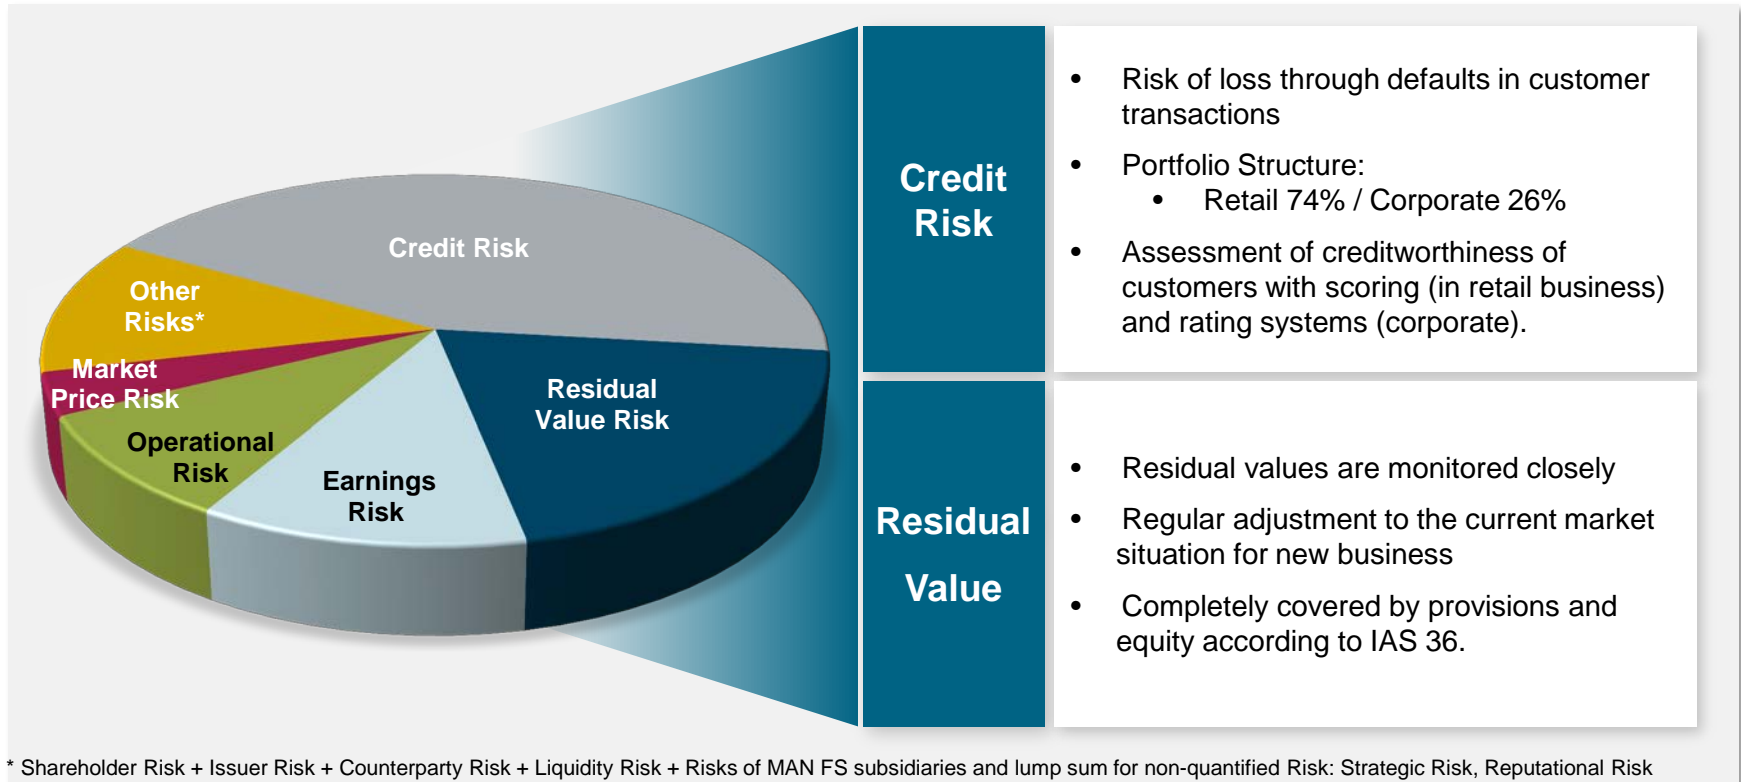 Credit Risk
Other
Risks*
Market
Price Risk
Operational
Risk
Earnings
Risk
Residual
Value Risk
Credit
Risk
• Risk of loss through defaults in customer
transactions
• Portfolio Structure:
• Retail 74% / Corporate 26%
• Assessment of creditworthiness of
customers with scoring (in retail business)
and rating systems (corporate).
Residual
Value
• Residual values are monitored closely
• Regular adjustment to the current market
situation for new business
• Completely covered by provisions and
equity according to IAS 36.
* Shareholder Risk + Issuer Risk + Counterparty Risk + Liquidity Risk + Risks of MAN FS subsidiaries and lump sum for non-quantified Risk: Strategic Risk, Reputational Risk